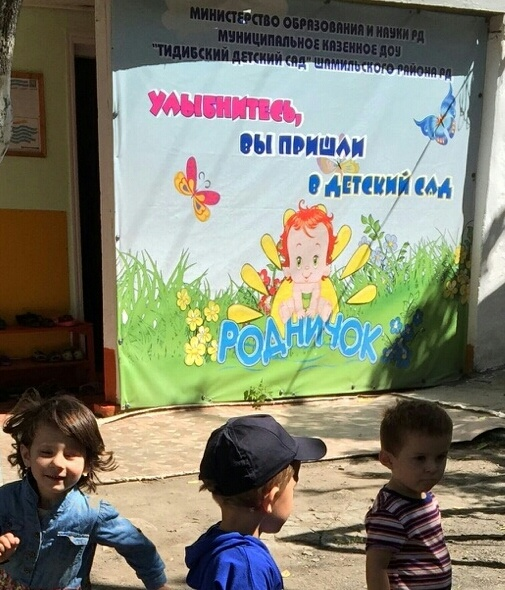 МИНИСТЕРСТВО ОБРАЗОВАНИЯ И НАУКИ РД
МУНИЦИПАЛЬНОЕ КАЗЕННОЕ ДОУ
"ТИДИБСКИЙ ДЕТСКИЙ САД" ШАМИЛЬСКОГО РАЙОНА РД
УЛЫБНИТЕСЬ,
ВЫ ПРИШЛИ
В ДЕТСКИЙ САД
РОДНИЧОК